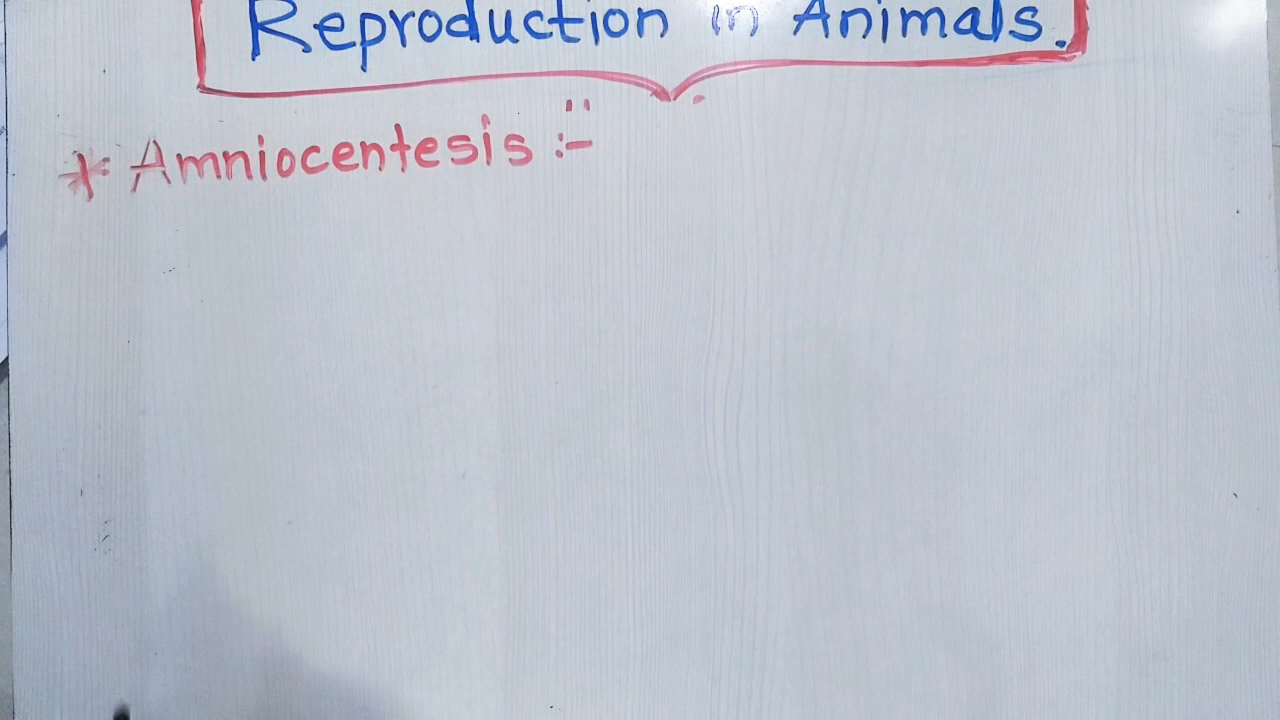 Reproduction in Animals.
* Amniocentesis :-